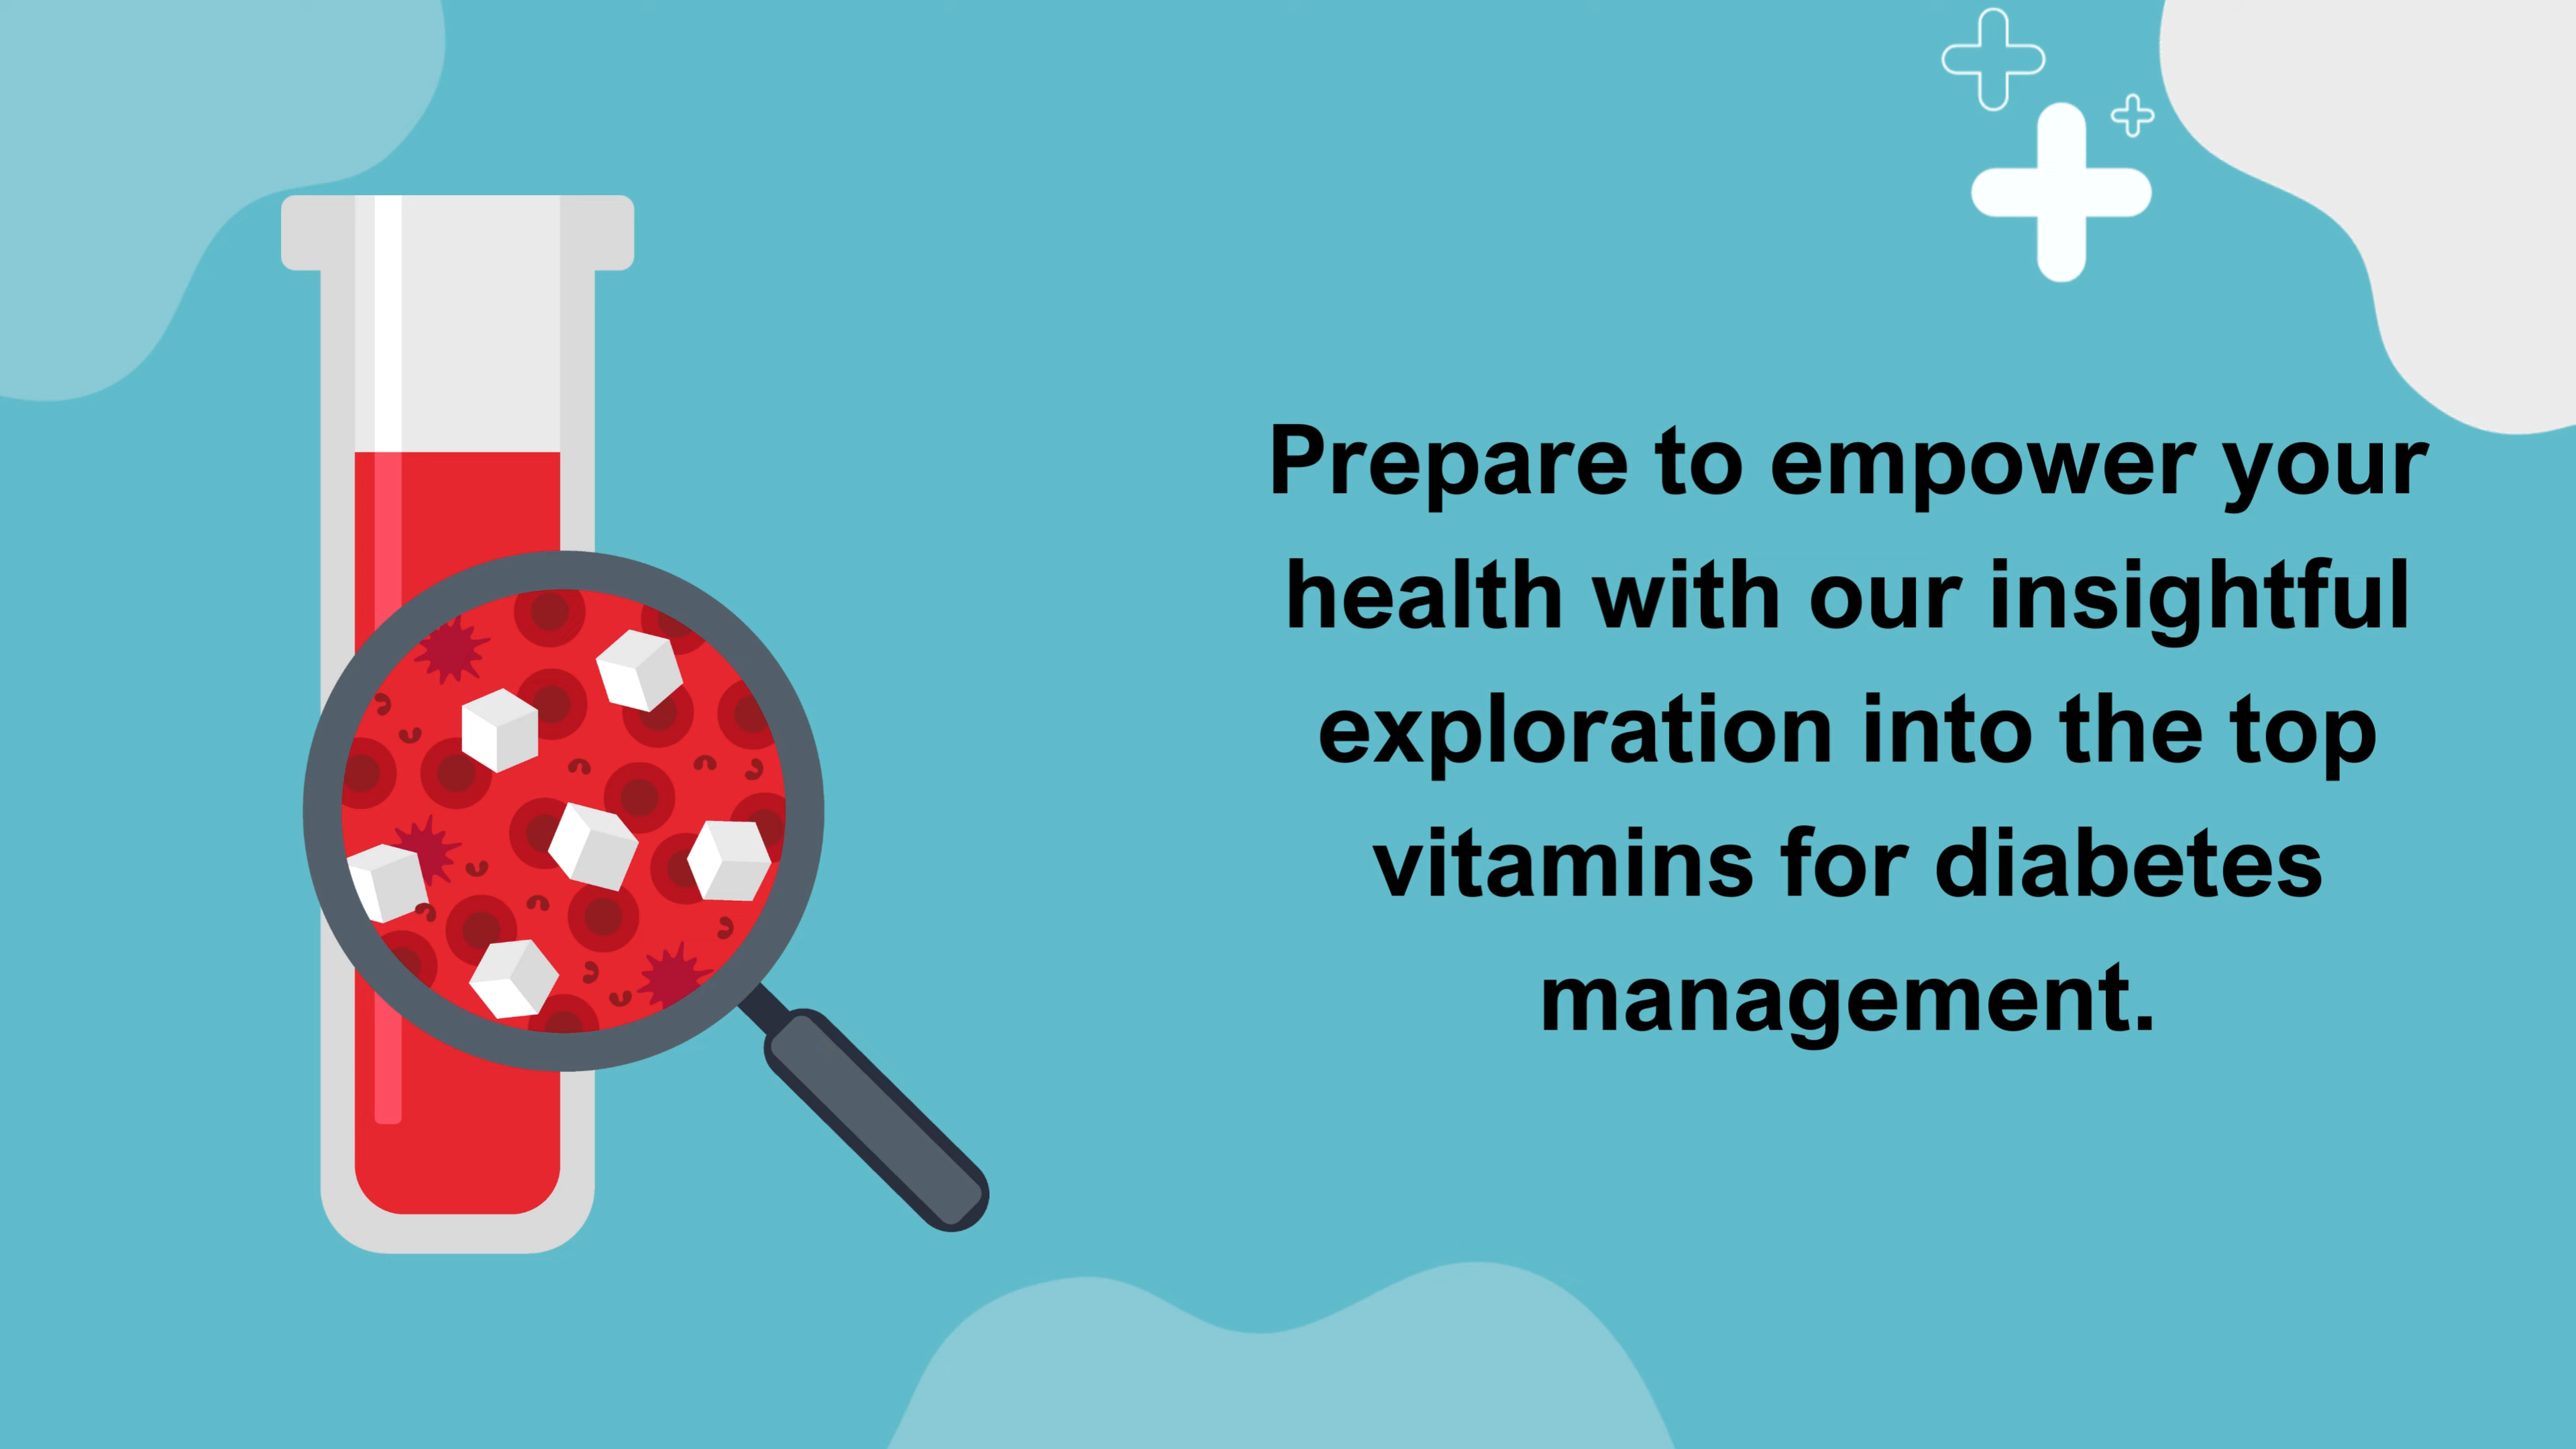 Prepare to empower your
health with our insightful
exploration into the top
vitamins for diabetes
management.